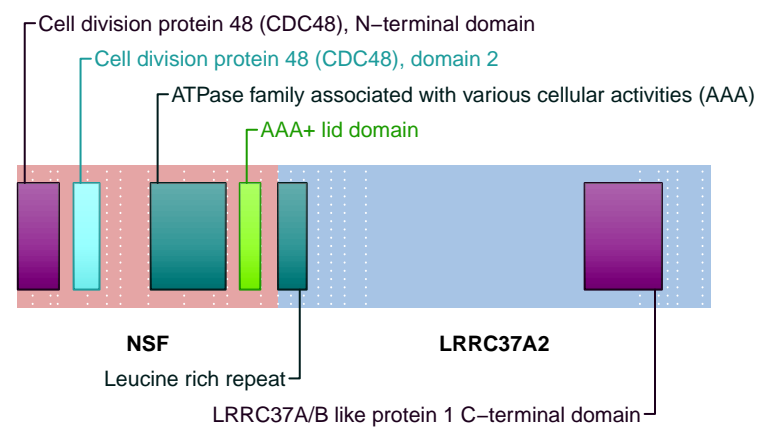 Cell division protein 48 (CDC48), N−terminal domain
Cell division protein 48 (CDC48), domain 2
ATPase family associated with various cellular activities (AAA)
AAA+ lid domain
NSF
LRRC37A2
Leucine rich repeat
LRRC37A/B like protein 1 C−terminal domain